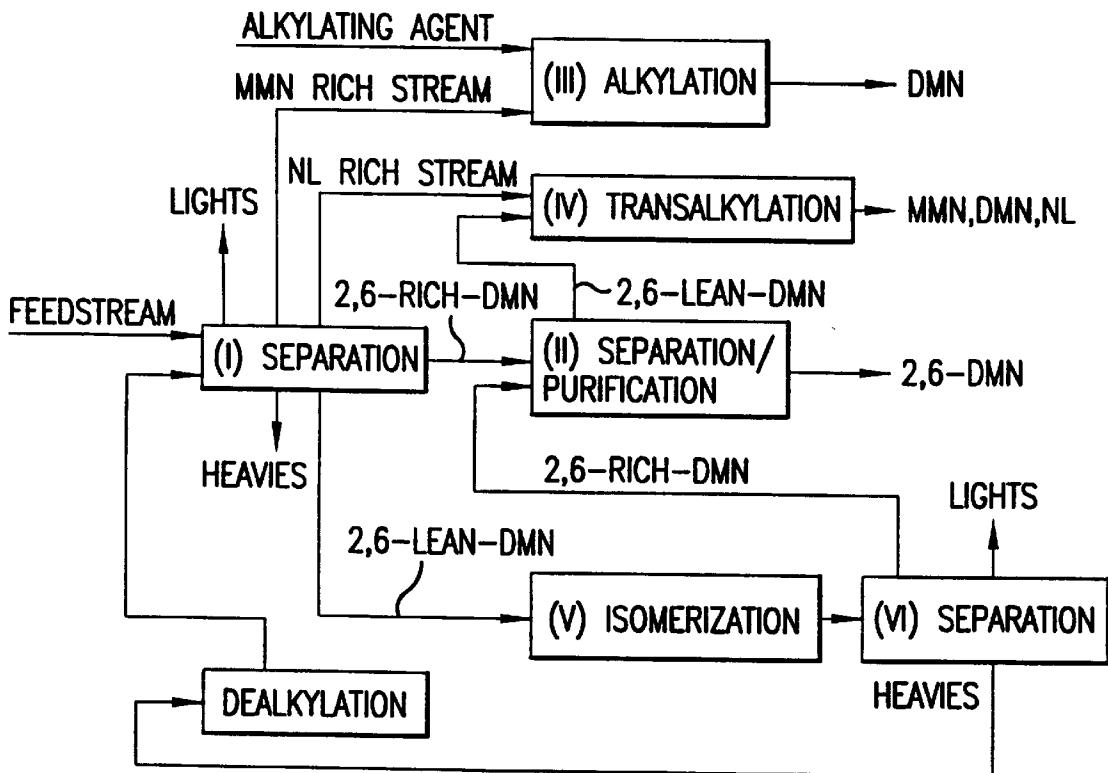 ALKYLATING AGENT
(III) ALKYLATION
DMN
MMN RICH STREAM
NL RICH STREAM
LIGHTS
(IV) TRANSALKYLATION
MMN,DMN,NL
2,6-RICH-DMN
2,6-LEAN-DMN
FEEDSTREAM
(I) SEPARATION
(II) SEPARATION/
PURIFICATION
2,6-DMN
HEAVIES
2,6-RICH-DMN
LIGHTS
2,6-LEAN-DMN
(V) ISOMERIZATION
(VI) SEPARATION
DEALKYLATION
HEAVIES